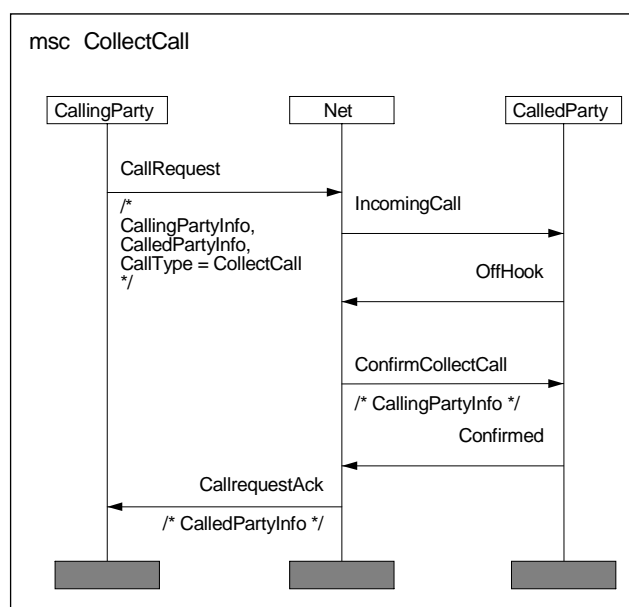 msc CollectCall
CallingParty
Net
CalledParty
CallRequest
/*
CallingPartyInfo,
CalledPartyInfo,
CallType = CollectCall
*/
IncomingCall
OffHook
ConfirmCollectCall
/* CallingPartyInfo */
Confirmed
CallrequestAck
/* CalledPartyInfo */